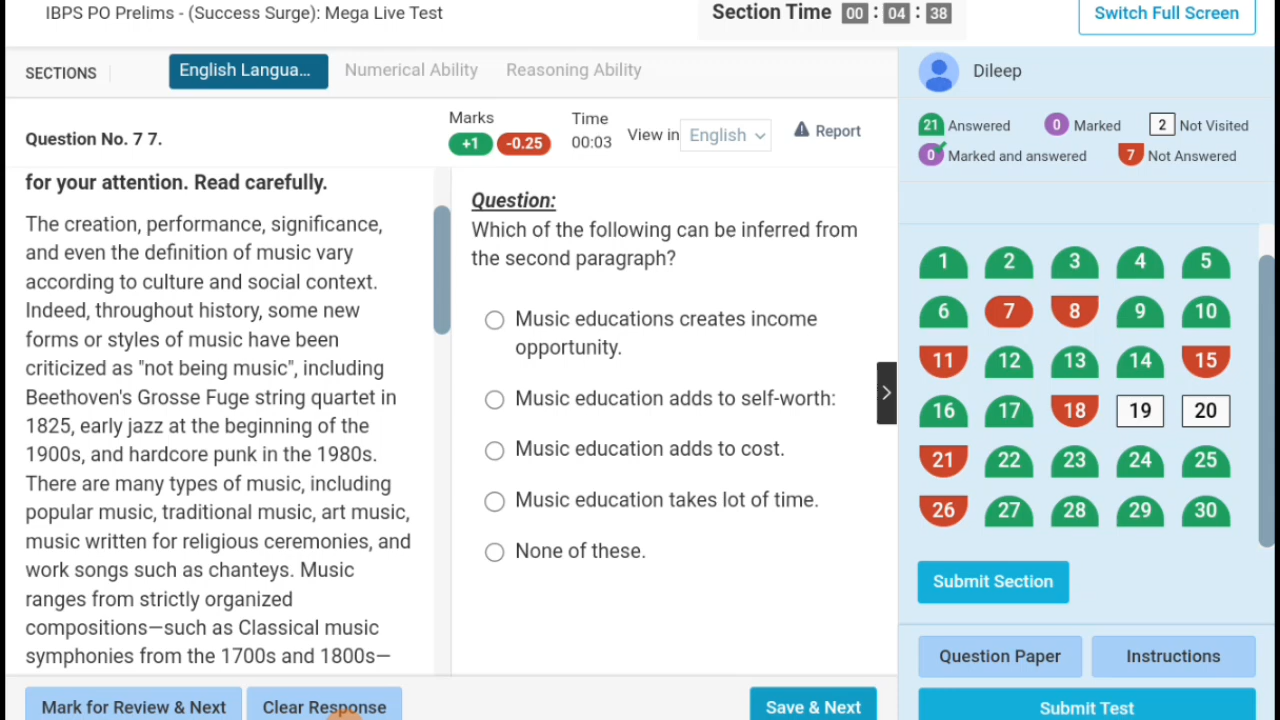 IBPS PO Prelims - (Success Surge): Mega Live Test
Section Time 00 : 04 : 38
Switch Full Screen
SECTIONS
English Langua...
Numerical Ability
Reasoning Ability
Dileep
Question No. 7 7.
Marks
+1 -0.25
Time
00:03
View in English
Report
21 Answered
0 Marked
2 Not Visited
0 Marked and answered
7 Not Answered
for your attention. Read carefully.
The creation, performance, significance,
and even the definition of music vary
according to culture and social context.
Indeed, throughout history, some new
forms or styles of music have been
criticized as "not being music", including
Beethoven's Grosse Fuge string quartet in
1825, early jazz at the beginning of the
1900s, and hardcore punk in the 1980s.
There are many types of music, including
popular music, traditional music, art music,
music written for religious ceremonies, and
work songs such as chanteys. Music
ranges from strictly organized
compositions—such as Classical music
symphonies from the 1700s and 1800s—
Question:
Which of the following can be inferred from
the second paragraph?
Music educations creates income
opportunity.
Music education adds to self-worth:
Music education adds to cost.
Music education takes lot of time.
None of these.
1 2 3 4 5
6 7 8 9 10
11 12 13 14 15
16 17 18 19 20
21 22 23 24 25
26 27 28 29 30
Submit Section
Question Paper
Instructions
Mark for Review & Next
Clear Response
Save & Next
Submit Test